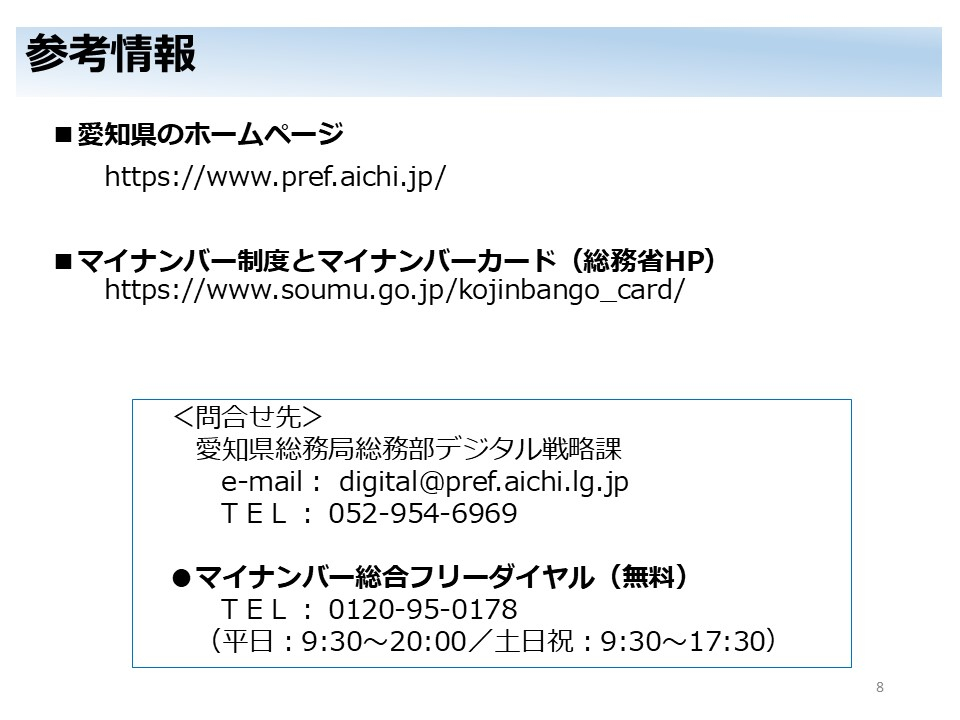 参考情報
■愛知県のホームページ
https://www.pref.aichi.jp/
■マイナンバー制度とマイナンバーカード（総務省HP）
https://www.soumu.go.jp/kojinbango_card/
＜問合せ先＞
愛知県総務局総務部デジタル戦略課
e-mail： digital@pref.aichi.lg.jp
ＴＥＬ：052-954-6969
●マイナンバー総合フリーダイヤル（無料）
ＴＥＬ：0120-95-0178
（平日：9:30～20:00／土日祝：9:30～17:30）
8